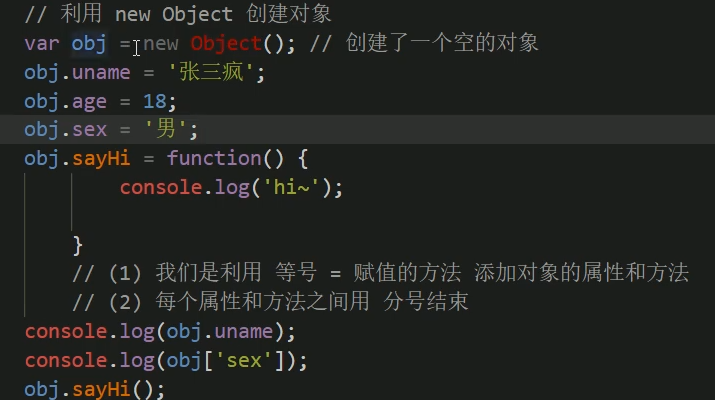 // 利用 new Object 创建对象
var obj = new Object(); // 创建了一个空的对象
obj.uname = '张三疯';
obj.age = 18;
obj.sex = '男';
obj.sayHi = function() {
console.log('hi~');
}
// (1) 我们是利用 等号 = 赋值的方法 添加对象的属性和方法
// (2) 每个属性和方法之间用 分号结束
console.log(obj.uname);
console.log(obj['sex']);
obj.sayHi();